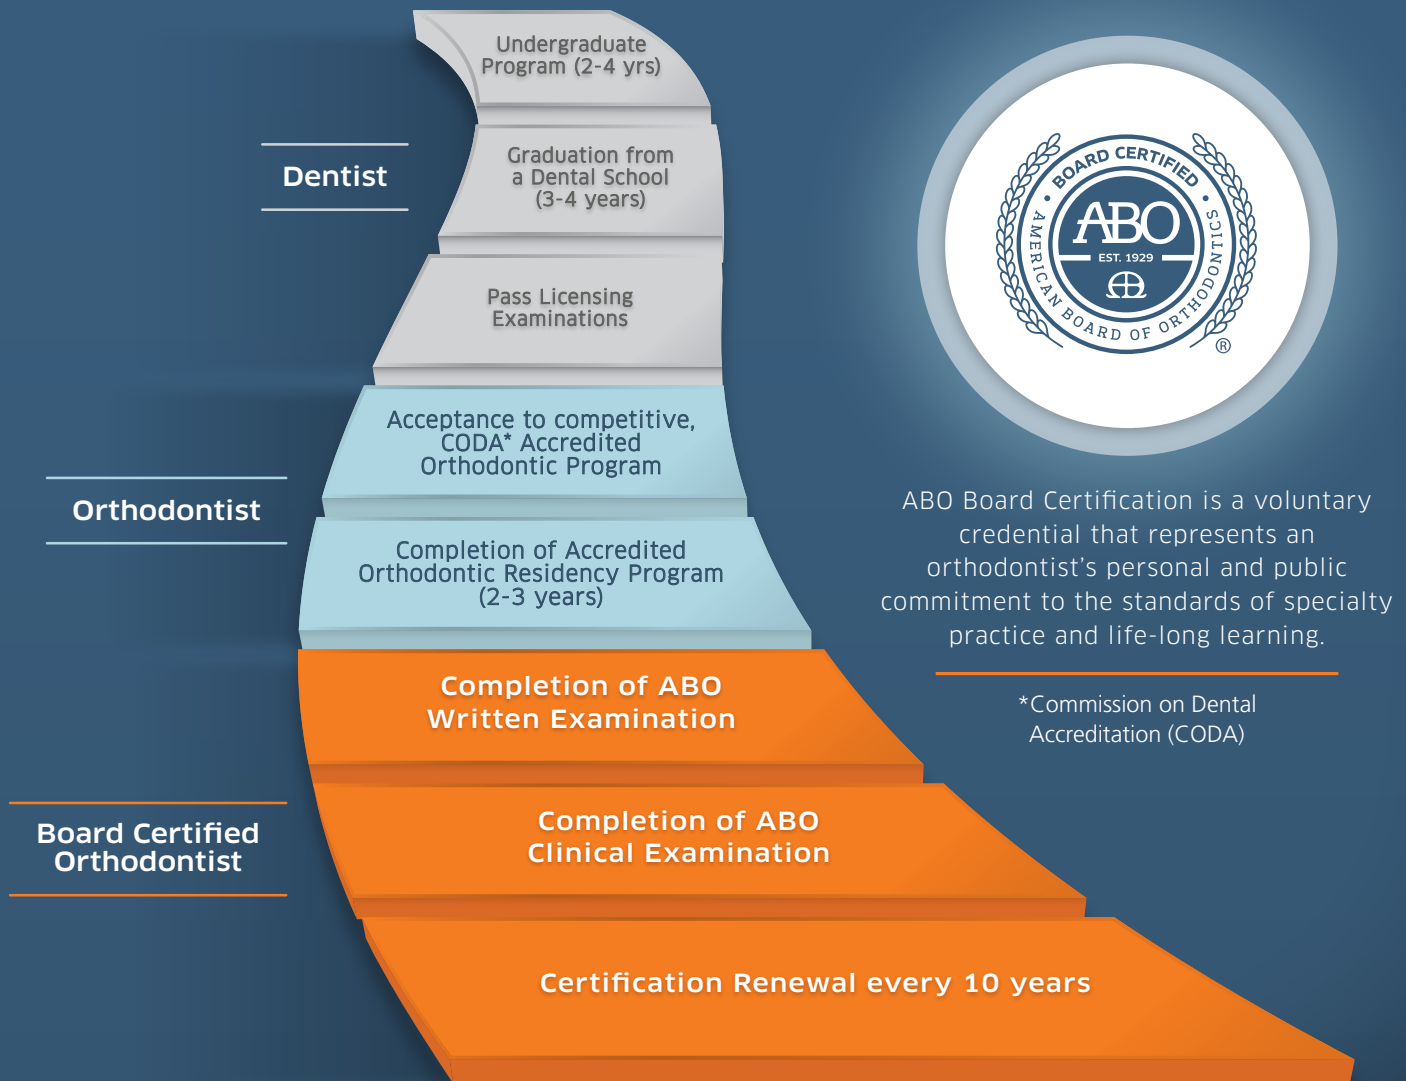 Undergraduate
Program (2-4 yrs)
Dentist
Graduation from
a Dental School
(3-4 years)
Pass Licensing
Examinations
Orthodontist
Acceptance to competitive,
CODA* Accredited
Orthodontic Program
Completion of Accredited
Orthodontic Residency Program
(2-3 years)
Board Certified
Orthodontist
Completion of ABO
Written Examination
Completion of ABO
Clinical Examination
Certification Renewal every 10 years
• BOARD CERTIFIED •
ABO
EST. 1929
AMERICAN BOARD OF ORTHODONTICS
®
ABO Board Certification is a voluntary
credential that represents an
orthodontist’s personal and public
commitment to the standards of specialty
practice and life-long learning.
*Commission on Dental
Accreditation (CODA)